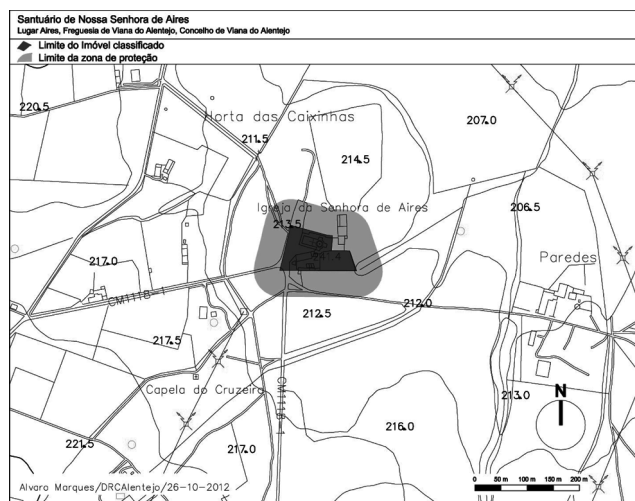 Santuário de Nossa Senhora de Aires
Lugar Aires, Freguesia de Viana do Alentejo, Concelho de Viana do Alentejo
Limite do Imóvel classificado
Limite da zona de proteção
220.5
Horta das Caixinhas
207.0
211.5
214.5
Igreja da Senhora de Aires
206.5
213.5
217.0
Paredes
CM1118-1
212.0
212.5
217.5
Capela do Cruzeiro
CM1118-1
213.0
N
216.0
221.5
217.0
0 50 m 100 m 150 m 200 m
Alvaro Marques/DRCAlentejo/26-10-2012